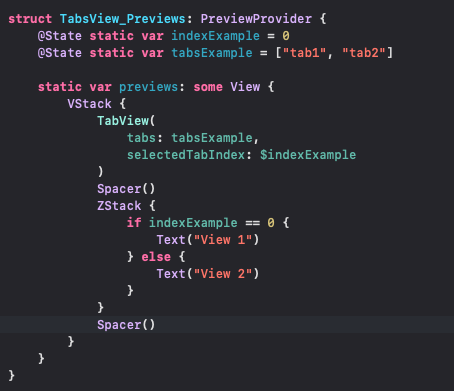 struct TabsView_Previews: PreviewProvider {
    @State static var indexExample = 0
    @State static var tabsExample = ["tab1", "tab2"]

    static var previews: some View {
        VStack {
            TabView(
                tabs: tabsExample,
                selectedTabIndex: $indexExample
            )
            Spacer()
            ZStack {
                if indexExample == 0 {
                    Text("View 1")
                } else {
                    Text("View 2")
                }
            }
            Spacer()
        }
    }
}